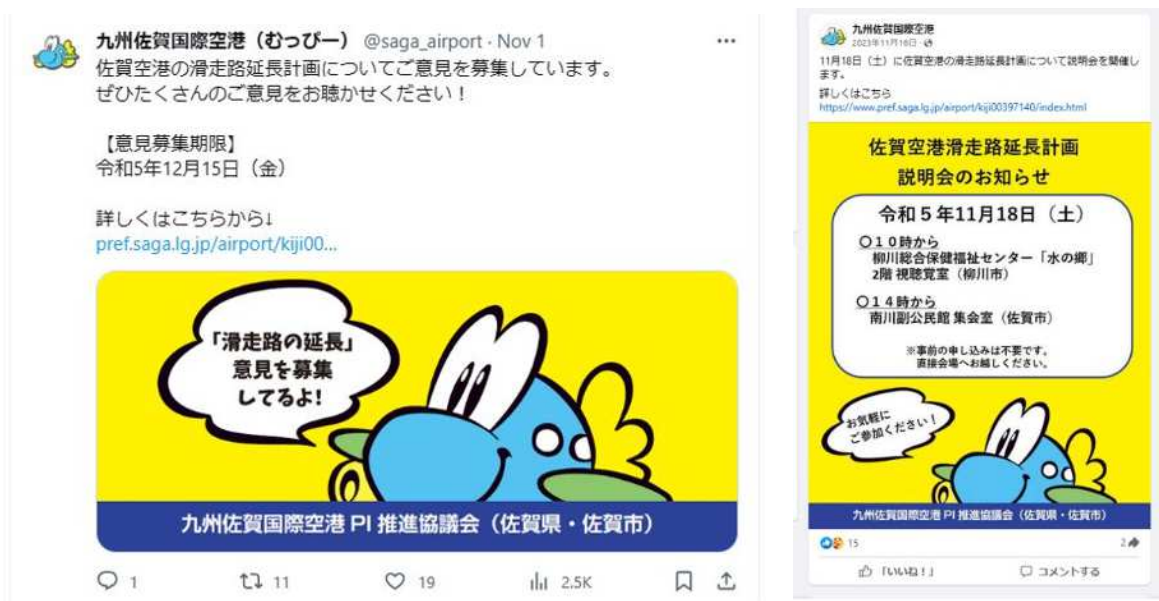 九州佐賀国際空港（むっぴー） @saga_airport · Nov 1
佐賀空港の滑走路延長計画についてご意見を募集しています。
ぜひたくさんのご意見をお聴かせください！
【意見募集期限】
令和5年12月15日（金）
詳しくはこちらから↓
pref.saga.lg.jp/airport/kiji00...
「滑走路の延長」
意見を募集
してるよ!
九州佐賀国際空港 PI 推進協議会（佐賀県・佐賀市）
1
11
19
2.5K
九州佐賀国際空港
2023年11月16日
11月18日（土）に佐賀空港の滑走路延長計画について説明会を開催し
ます。
詳しくはこちら
https://www.pref.saga.lg.jp/airport/kiji00397140/index.html
佐賀空港滑走路延長計画
説明会のお知らせ
令和５年11月18日（土）
〇１０時から
柳川総合保健福祉センター「水の郷」
2階 視聴覚室（柳川市）
〇１４時から
南川副公民館 集会室（佐賀市）
※事前の申し込みは不要です。
直接会場へお越しください。
お気軽に
ご参加ください！
九州佐賀国際空港 PI 推進協議会（佐賀県・佐賀市）
15
2
「いいね！」
コメントする